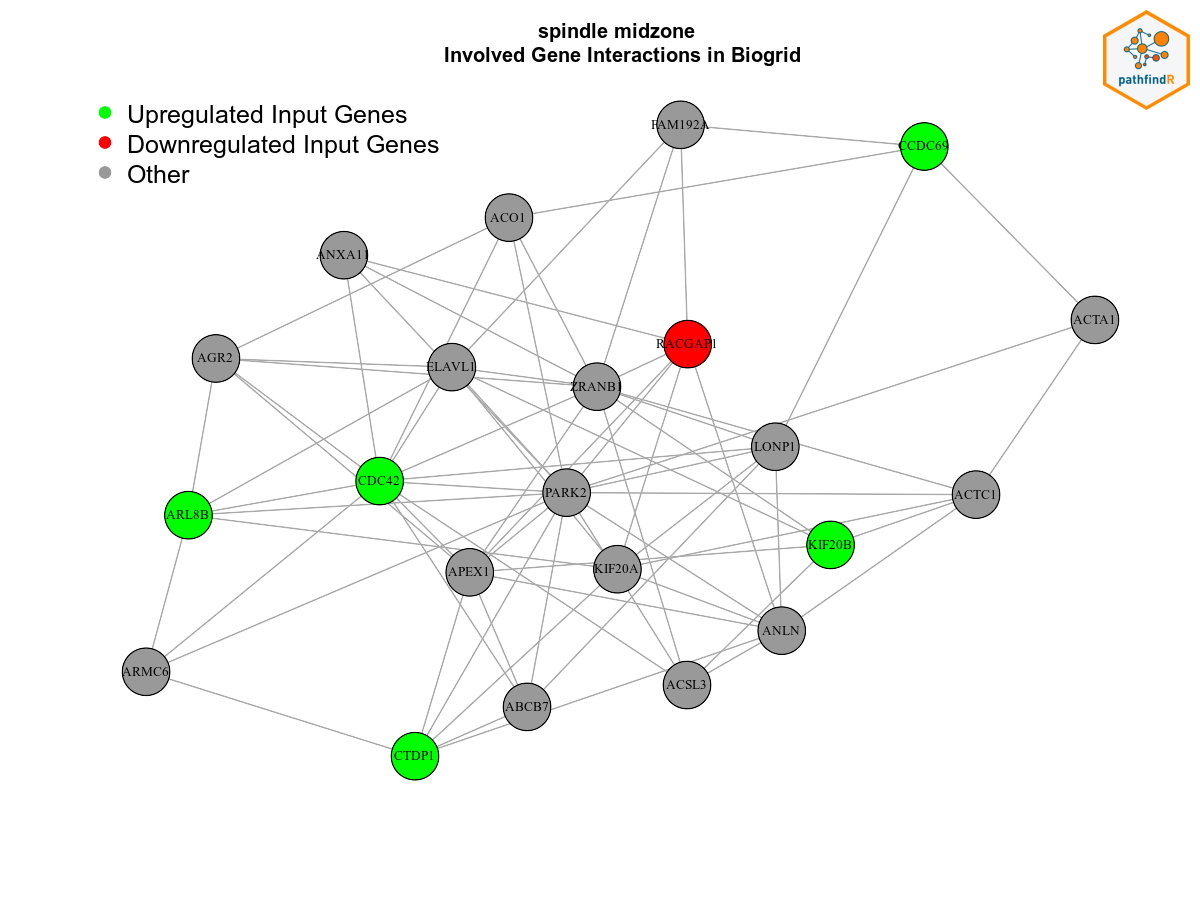 spindle midzone
Involved Gene Interactions in Biogrid
pathfindR
Upregulated Input Genes
Downregulated Input Genes
Other
FAM192A
CCDC69
ACO1
ANXA11
ACTA1
RACGAP1
AGR2
ELAVL1
ZRANB1
LONP1
CDC42
PARK2
ACTC1
ARL8B
KIF20B
APEX1
KIF20A
ANLN
ARMC6
ACSL3
ABCB7
CTDP1